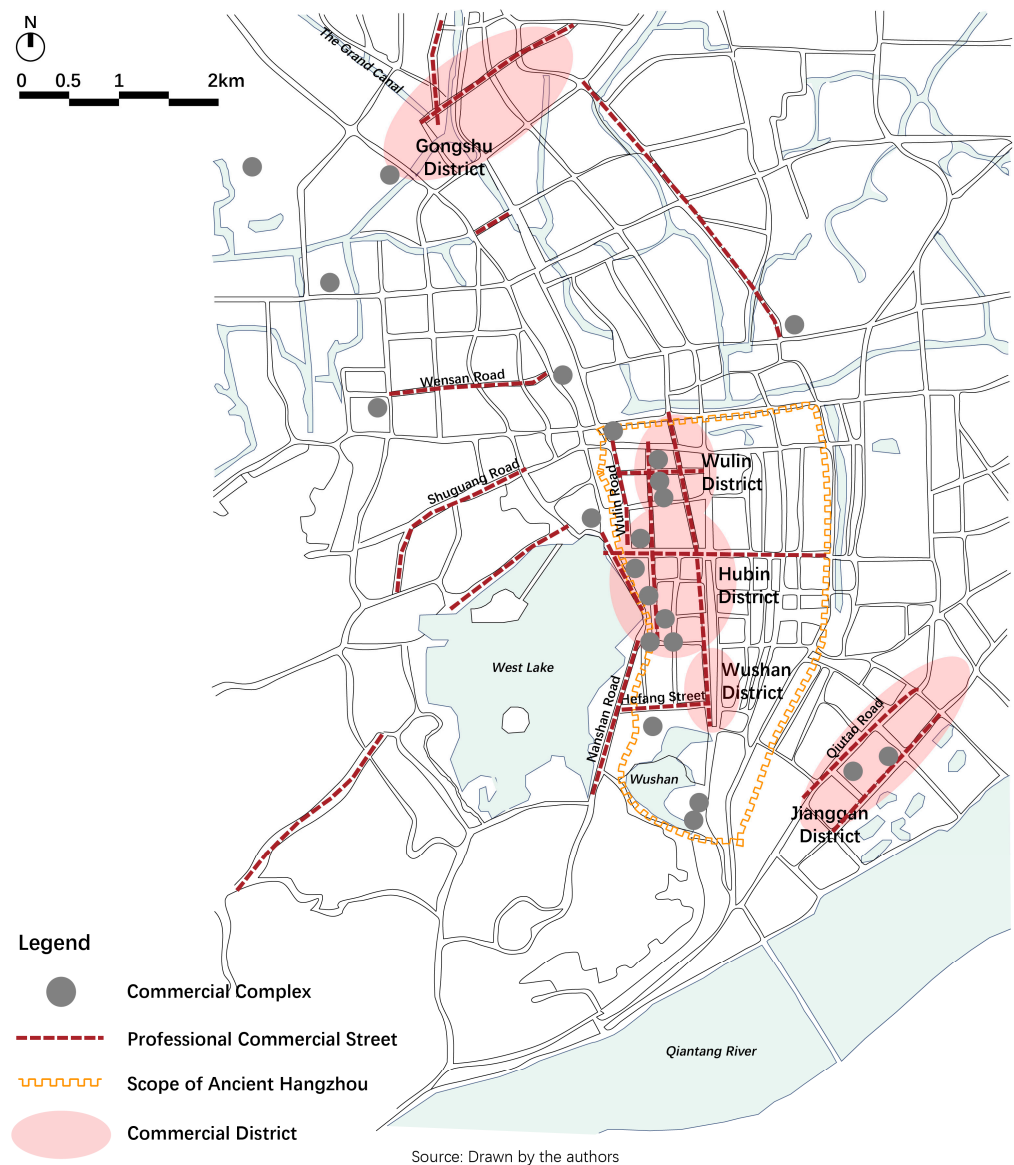 N
0 0.5 1 2km
The Grand Canal
Gongshu
District
Wensan Road
Shuguang Road
Wulin Road
Wulin
District
Hubin
District
West Lake
Wushan
District
Hefang Street
Nanshan Road
Qiutao Road
Wushan
Jianggan
District
Legend
Commercial Complex
Professional Commercial Street
Scope of Ancient Hangzhou
Commercial District
Qiantang River
Source: Drawn by the authors